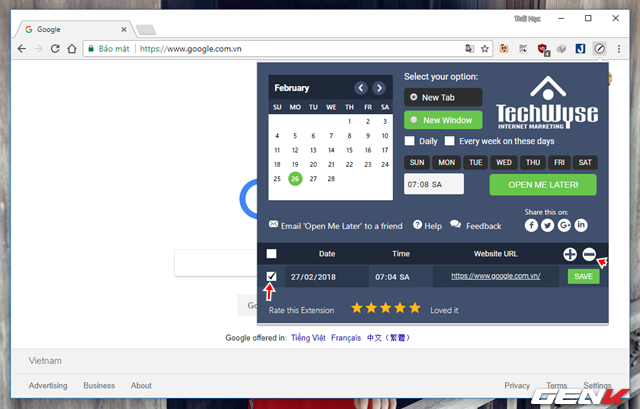 Thái Học
Google
Bảo mật
https://www.google.com.vn
6
February
SU MO TU WE TH FR SA
1 2 3
4 5 6 7 8 9 10
11 12 13 14 15 16 17
18 19 20 21 22 23 24
25 26 27 28
Select your option:
New Tab
New Window
TechWyse
INTERNET MARKETING
Daily
Every week on these days
SUN MON TUE WED THU FRI SAT
07:08 SA
OPEN ME LATER!
Share this on:
Email 'Open Me Later' to a friend
Help
Feedback
Date Time Website URL
27/02/2018 07:04 SA https://www.google.com.vn/ SAVE
Rate this Extension
Loved it
Goo
Google offered in: Tiếng Việt Français 中文（繁體）
Vietnam
Advertising Business About Privacy Terms Settings
GENK